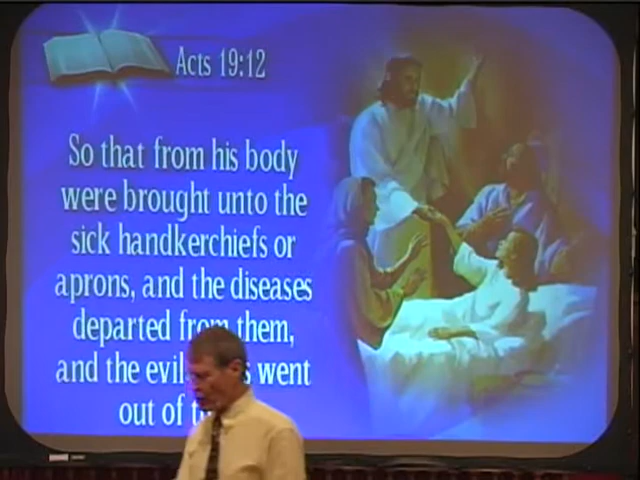 Acts 19:12
So that from his body
were brought unto the
sick handkerchiefs or
aprons, and the diseases
departed from them,
and the evil went
out of